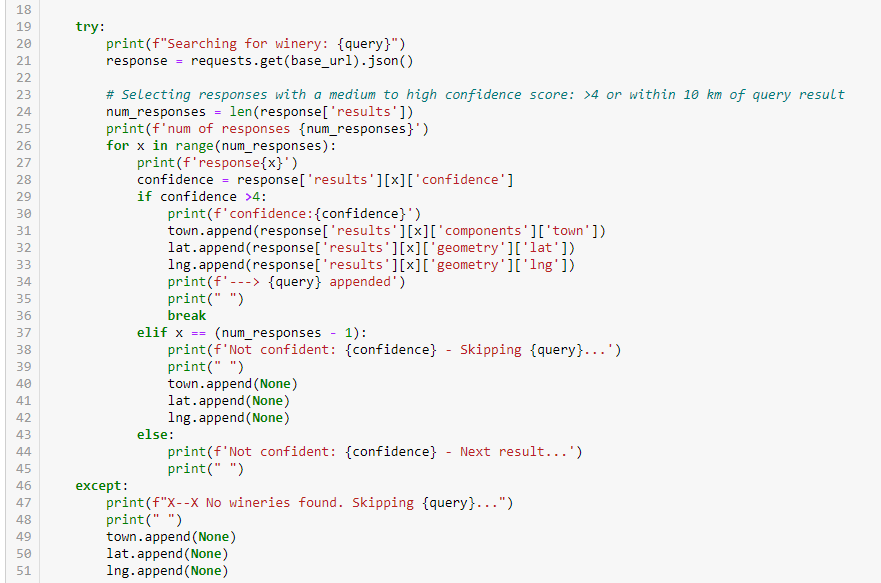 18
19     try:
20         print(f"Searching for winery: {query}")
21         response = requests.get(base_url).json()
22
23         # Selecting responses with a medium to high confidence score: >4 or within 10 km of query result
24         num_responses = len(response['results'])
25         print(f'num of responses {num_responses}')
26         for x in range(num_responses):
27             print(f'response{x}')
28             confidence = response['results'][x]['confidence']
29             if confidence >4:
30                 print(f'confidence:{confidence}')
31                 town.append(response['results'][x]['components']['town'])
32                 lat.append(response['results'][x]['geometry']['lat'])
33                 lng.append(response['results'][x]['geometry']['lng'])
34                 print(f'---> {query} appended')
35                 print(" ")
36                 break
37             elif x == (num_responses - 1):
38                 print(f'Not confident: {confidence} - Skipping {query}...')
39                 print(" ")
40                 town.append(None)
41                 lat.append(None)
42                 lng.append(None)
43             else:
44                 print(f'Not confident: {confidence} - Next result...')
45                 print(" ")
46     except:
47         print(f"X--X No wineries found. Skipping {query}...")
48         print(" ")
49         town.append(None)
50         lat.append(None)
51         lng.append(None)